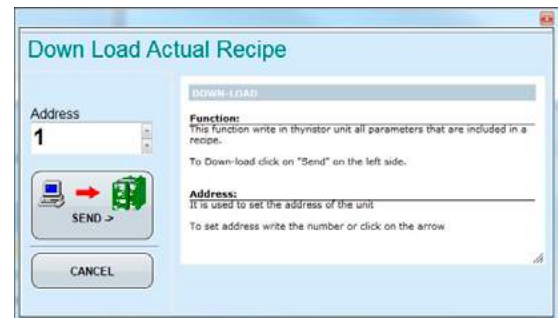 Down Load Actual Recipe
Address
1
SEND ->
CANCEL
DOWN-LOAD
Function:
This function write in thyristor unit all parameters that are included in a
recipe.
To Down-load click on "Send" on the left side.
Address:
It is used to set the address of the unit
To set address write the number or click on the arrow